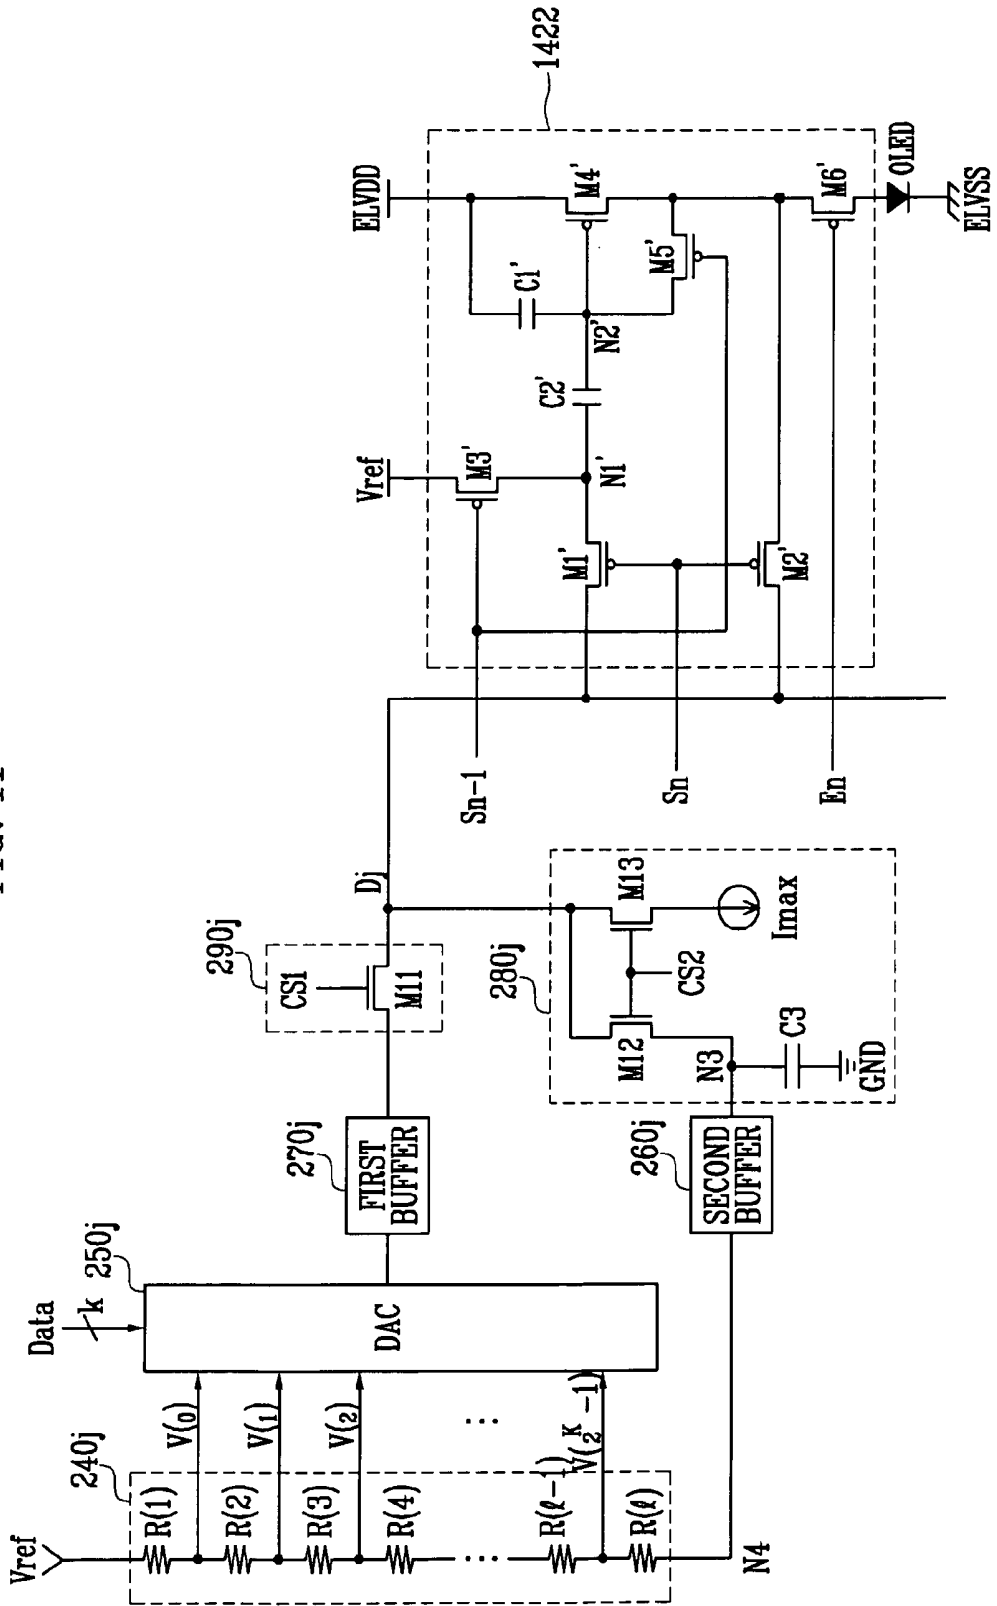 Vref
240j
R(1)
R(2)
R(3)
R(4)
...
R(ℓ-1)
R(ℓ)
N4
V(0)
V(1)
V(2)
...
V(2^K-1)
Data
k
250j
DAC
270j
FIRST
BUFFER
260j
SECOND
BUFFER
290j
CS1
M11
Dj
280j
M12
M13
CS2
N3
C3
GND
Imax
Sn-1
Sn
En
1422
Vref
M3'
N1'
M1'
M2'
C2'
N2'
C1'
ELVDD
M4'
M5'
M6'
OLED
ELVSS